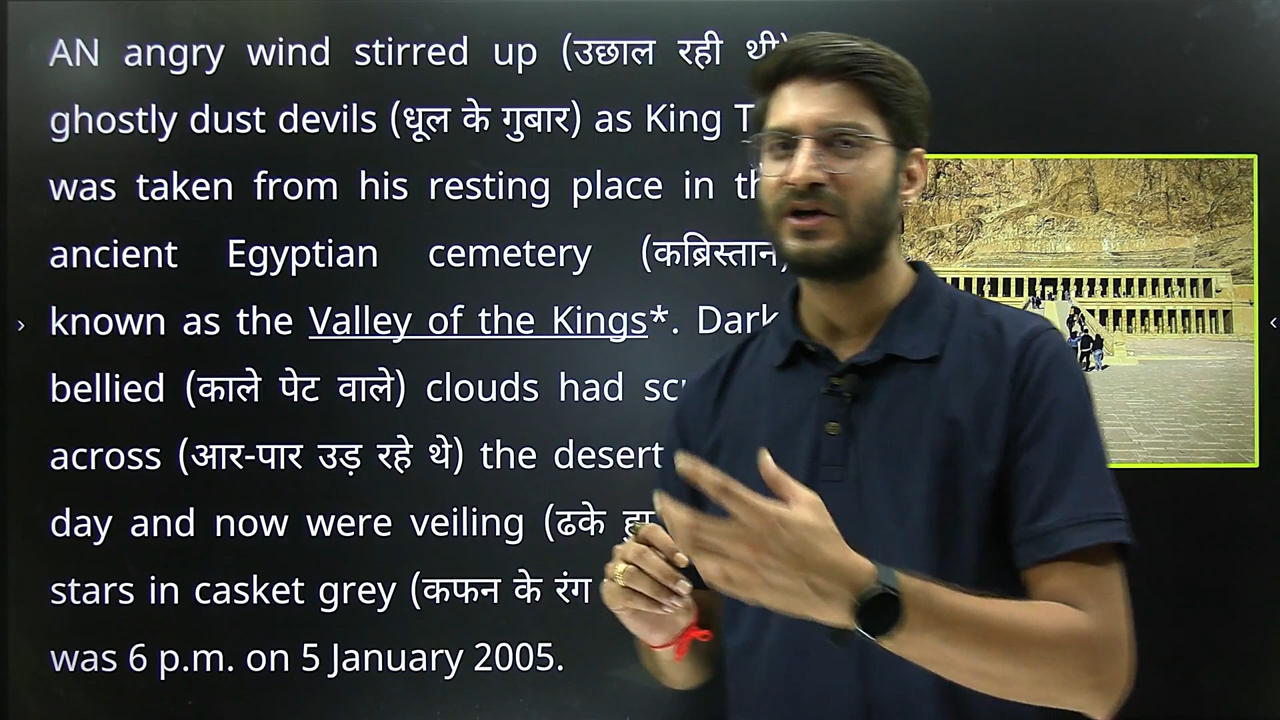 AN angry wind stirred up (उछाल रही थी)
ghostly dust devils (धूल के गुबार) as King
was taken from his resting place in
ancient Egyptian cemetery (कब्रिस्तान)
known as the Valley of the Kings*. Dark
bellied (काले पेट वाले) clouds had
across (आर-पार उड़ रहे थे) the desert
day and now were veiling (ढके
stars in casket grey (कफन के रंग
was 6 p.m. on 5 January 2005.